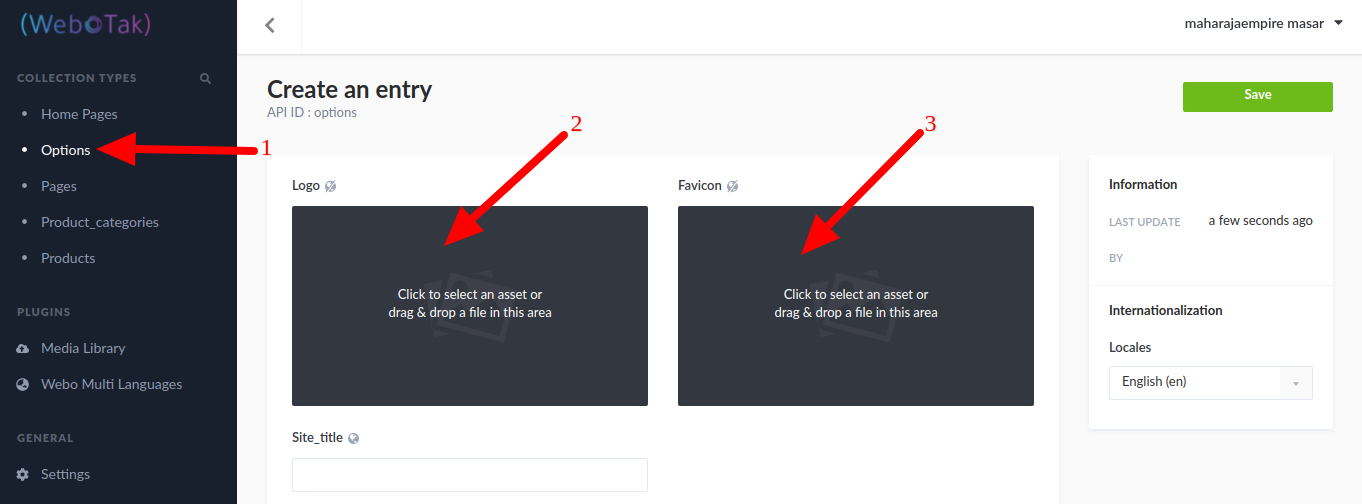 (WeboTak)
maharajaempire masar
COLLECTION TYPES
Home Pages
Options
Pages
Product_categories
Products
PLUGINS
Media Library
Webo Multi Languages
GENERAL
Settings
Create an entry
API ID : options
Save
1
2
3
Logo
Click to select an asset or
drag & drop a file in this area
Favicon
Click to select an asset or
drag & drop a file in this area
Site_title
Information
LAST UPDATE a few seconds ago
BY
Internationalization
Locales
English (en)